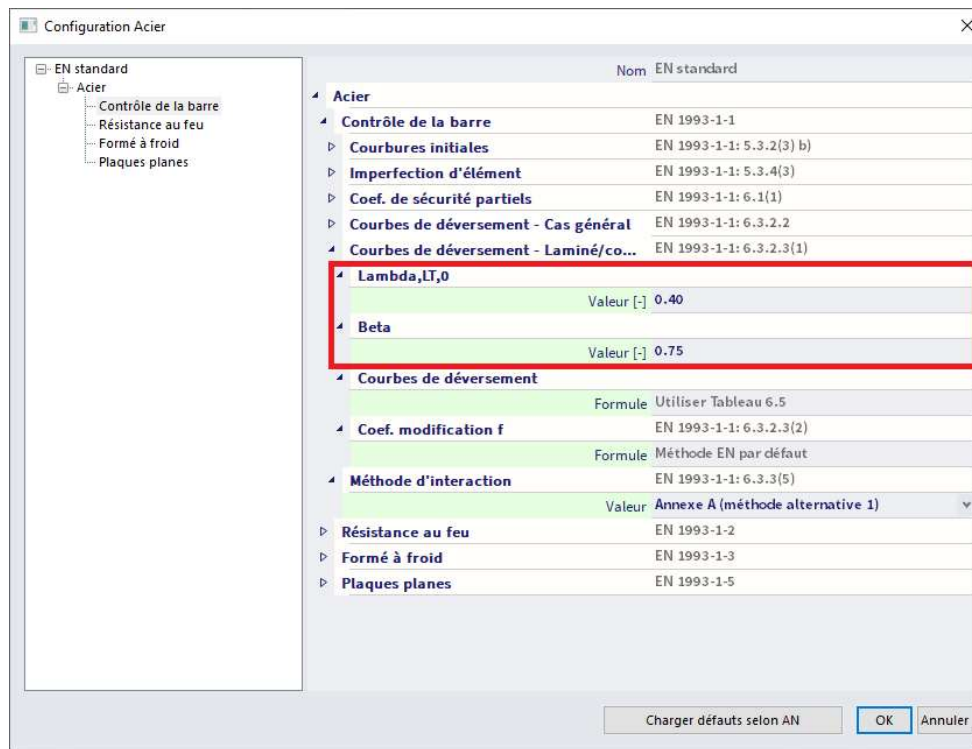 Configuration Acier
EN standard
Acier
Contrôle de la barre
Résistance au feu
Formé à froid
Plaques planes
Nom EN standard
Acier
Contrôle de la barre EN 1993-1-1
Courbures initiales EN 1993-1-1: 5.3.2(3) b)
Imperfection d'élément EN 1993-1-1: 5.3.4(3)
Coef. de sécurité partiels EN 1993-1-1: 6.1(1)
Courbes de déversement - Cas général EN 1993-1-1: 6.3.2.2
Courbes de déversement - Laminé/co... EN 1993-1-1: 6.3.2.3(1)
Lambda,LT,0
Valeur [-] 0.40
Beta
Valeur [-] 0.75
Courbes de déversement
Formule Utiliser Tableau 6.5
Coef. modification f EN 1993-1-1: 6.3.2.3(2)
Formule Méthode EN par défaut
Méthode d'interaction EN 1993-1-1: 6.3.3(5)
Valeur Annexe A (méthode alternative 1)
Résistance au feu EN 1993-1-2
Formé à froid EN 1993-1-3
Plaques planes EN 1993-1-5
Charger défauts selon AN OK Annuler